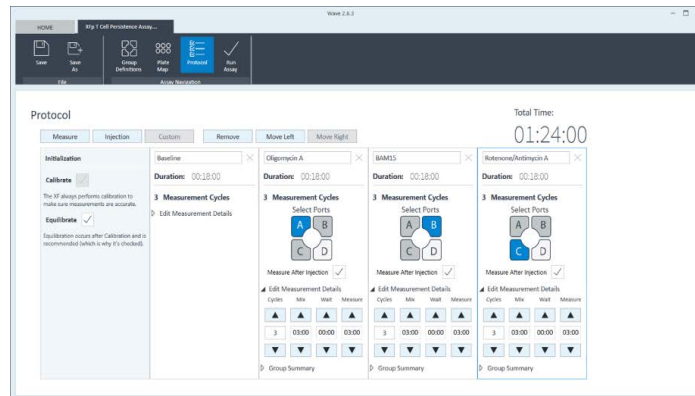 Wave 2.6.3
HOME
XFp T Cell Persistence Assay....
Save
Save As
Group Definitions
Plate Map
Protocol
Run Assay
File
Assay Navigation
Protocol
Total Time:
01:24:00
Measure
Injection
Custom
Remove
Move Left
Move Right
Initialization
Calibrate
The XF always performs calibration to
make sure measurements are accurate.
Equilibrate
Equilibration occurs after Calibration and is
recommended (which is why it's checked).
Baseline
Duration: 00:18:00
3 Measurement Cycles
Edit Measurement Details
Oligomycin A
Duration: 00:18:00
3 Measurement Cycles
Select Ports
A B
C D
Measure After Injection
Edit Measurement Details
Cycles Mix Wait Measure
3 03:00 00:00 03:00
Group Summary
BAM15
Duration: 00:18:00
3 Measurement Cycles
Select Ports
A B
C D
Measure After Injection
Edit Measurement Details
Cycles Mix Wait Measure
3 03:00 00:00 03:00
Group Summary
Rotenone/Antimycin A
Duration: 00:18:00
3 Measurement Cycles
Select Ports
A B
C D
Measure After Injection
Edit Measurement Details
Cycles Mix Wait Measure
3 03:00 00:00 03:00
Group Summary